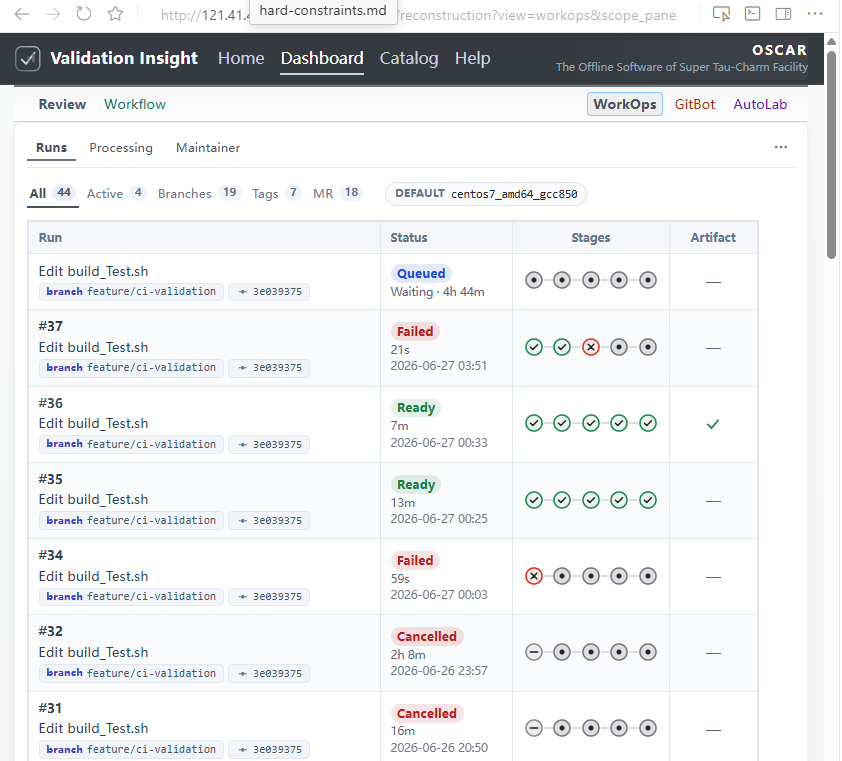 http://121.41.4
hard-constraints.md
/reconstruction?view=workops&scope_pane
Validation Insight
Home
Dashboard
Catalog
Help
OSCAR
The Offline Software of Super Tau-Charm Facility
Review
Workflow
WorkOps
GitBot
AutoLab
Runs
Processing
Maintainer
All 44
Active 4
Branches 19
Tags 7
MR 18
DEFAULT centos7_amd64_gcc850
Run
Status
Stages
Artifact
Edit build_Test.sh
branch feature/ci-validation
3e039375
Queued
Waiting · 4h 44m
—
#37
Edit build_Test.sh
branch feature/ci-validation
3e039375
Failed
21s
2026-06-27 03:51
—
#36
Edit build_Test.sh
branch feature/ci-validation
3e039375
Ready
7m
2026-06-27 00:33
#35
Edit build_Test.sh
branch feature/ci-validation
3e039375
Ready
13m
2026-06-27 00:25
—
#34
Edit build_Test.sh
branch feature/ci-validation
3e039375
Failed
59s
2026-06-27 00:03
—
#32
Edit build_Test.sh
branch feature/ci-validation
3e039375
Cancelled
2h 8m
2026-06-26 23:57
—
#31
Edit build_Test.sh
branch feature/ci-validation
3e039375
Cancelled
16m
2026-06-26 20:50
—